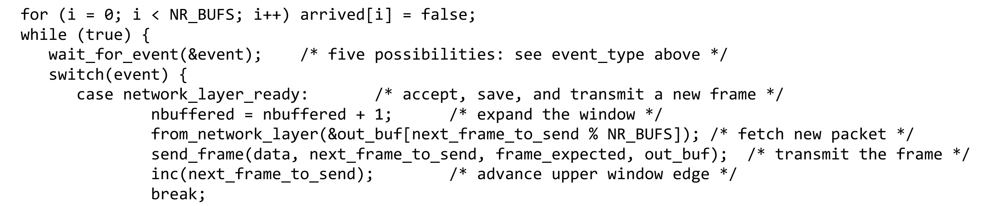 for (i = 0; i < NR_BUFS; i++) arrived[i] = false;
while (true) {
wait_for_event(&event); /* five possibilities: see event_type above */
switch(event) {
case network_layer_ready: /* accept, save, and transmit a new frame */
nbuffered = nbuffered + 1; /* expand the window */
from_network_layer(&out_buf[next_frame_to_send % NR_BUFS]); /* fetch new packet */
send_frame(data, next_frame_to_send, frame_expected, out_buf); /* transmit the frame */
inc(next_frame_to_send); /* advance upper window edge */
break;